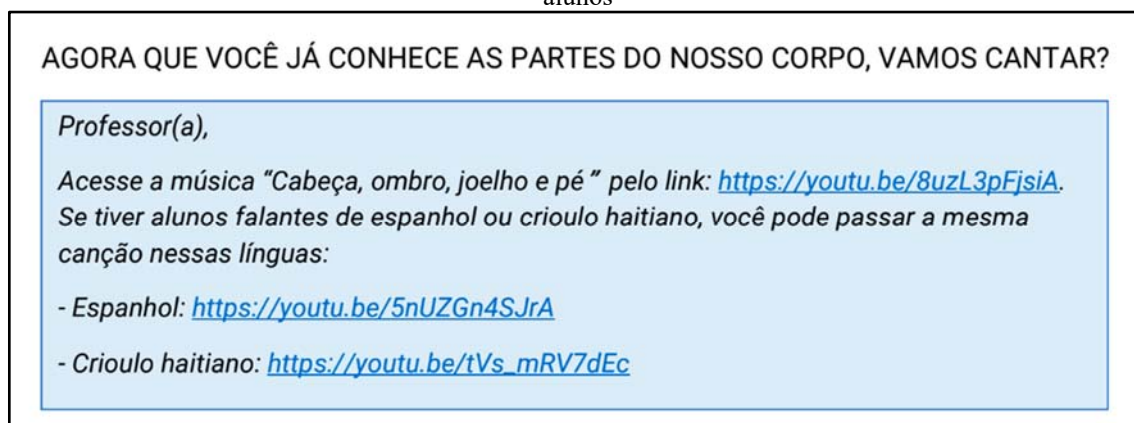 alunos
AGORA QUE VOCÊ JÁ CONHECE AS PARTES DO NOSSO CORPO, VAMOS CANTAR?
Professor(a),
Acesse a música “Cabeça, ombro, joelho e pé” pelo link: https://youtu.be/8uzL3pFjsiA.
Se tiver alunos falantes de espanhol ou crioulo haitiano, você pode passar a mesma
canção nessas línguas:
- Espanhol: https://youtu.be/5nUZGn4SJrA
- Crioulo haitiano: https://youtu.be/tVs_mRV7dEc